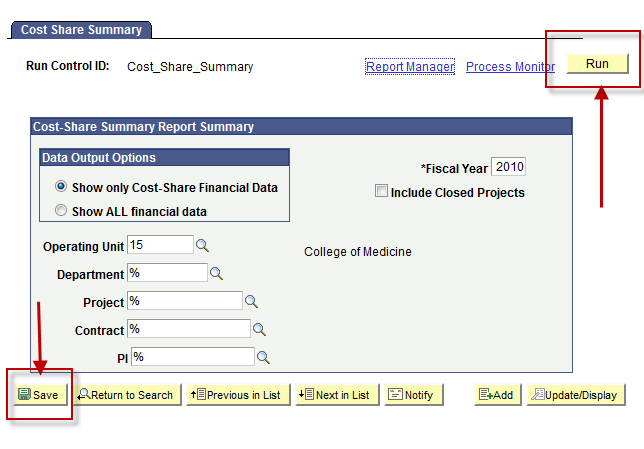 Cost Share Summary
Run Control ID: Cost_Share_Summary Report Manager Process Monitor Run
Cost-Share Summary Report Summary
Data Output Options
Show only Cost-Share Financial Data
Show ALL financial data
*Fiscal Year 2010
Include Closed Projects
Operating Unit 15 College of Medicine
Department %
Project %
Contract %
PI %
Save Return to Search Previous in List Next in List Notify Add Update/Display